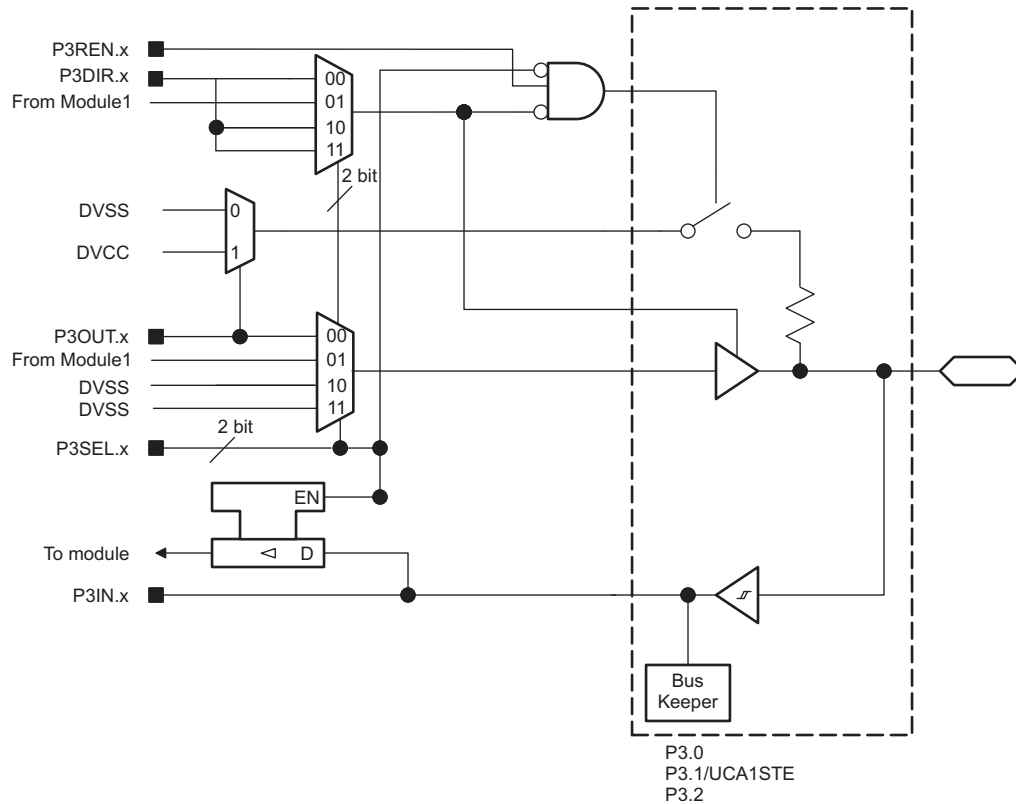 P3REN.x
P3DIR.x
00
From Module1
01
10
11
2 bit
DVSS
0
DVCC
1
P3OUT.x
00
From Module1
01
DVSS
10
DVSS
11
2 bit
P3SEL.x
EN
To module
D
P3IN.x
Bus
Keeper
P3.0
P3.1/UCA1STE
P3.2